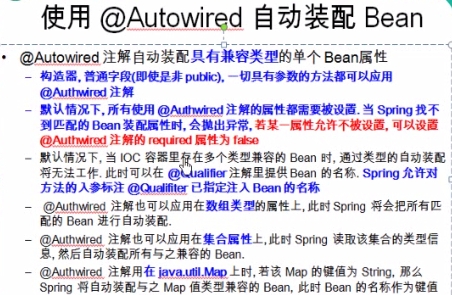 使用 @Autowired 自动装配 Bean
• @Autowired 注解自动装配具有兼容类型的单个Bean属性
– 构造器, 普通字段(即使是非 public), 一切具有参数的方法都可以应用
@Authwired 注解
– 默认情况下, 所有使用 @Authwired 注解的属性都需要被设置. 当 Spring 找不
到匹配的 Bean 装配属性时, 会抛出异常, 若某一属性允许不被设置, 可以设置
@Authwired 注解的 required 属性为 false
– 默认情况下, 当 IOC 容器里存在多个类型兼容的 Bean 时, 通过类型的自动装配
将无法工作. 此时可以在 @Qualifier 注解里提供 Bean 的名称. Spring 允许对
方法的入参标注 @Qualifiter 已指定注入 Bean 的名称
– @Authwired 注解也可以应用在数组类型的属性上, 此时 Spring 将会把所有匹
配的 Bean 进行自动装配.
– @Authwired 注解也可以应用在集合属性上, 此时 Spring 读取该集合的类型信
息, 然后自动装配所有与之兼容的 Bean.
– @Authwired 注解用在 java.util.Map 上时, 若该 Map 的键值为 String, 那么
Spring 将自动装配与之 Map 值类型兼容的 Bean, 此时 Bean 的名称作为键值